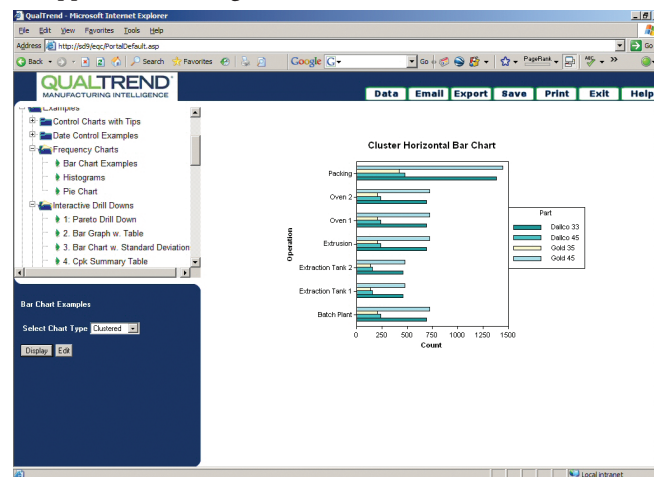 QualTrend - Microsoft Internet Explorer
File Edit View Favorites Tools Help
Address http://sd9/eqc/PortalDefault.asp Go
Back Search Favorites Google G Go PageRank ABC »
QUALTREND
MANUFACTURING INTELLIGENCE
Data Email Export Save Print Exit Help
Examples
Control Charts with Tips
Date Control Examples
Frequency Charts
Bar Chart Examples
Histograms
Pie Chart
Interactive Drill Downs
1: Pareto Drill Down
2. Bar Graph w. Table
3. Bar Chart w. Standard Deviation
4. Cpk Summary Table
Bar Chart Examples
Select Chart Type Clustered
Display Edit
Cluster Horizontal Bar Chart
Operation
Packing
Oven 2
Oven 1
Extrusion
Extraction Tank 2
Extraction Tank 1
Batch Plant
0 250 500 750 1000 1250 1500
Count
Part
Dallco 33
Dallco 45
Gold 35
Gold 45
Local intranet